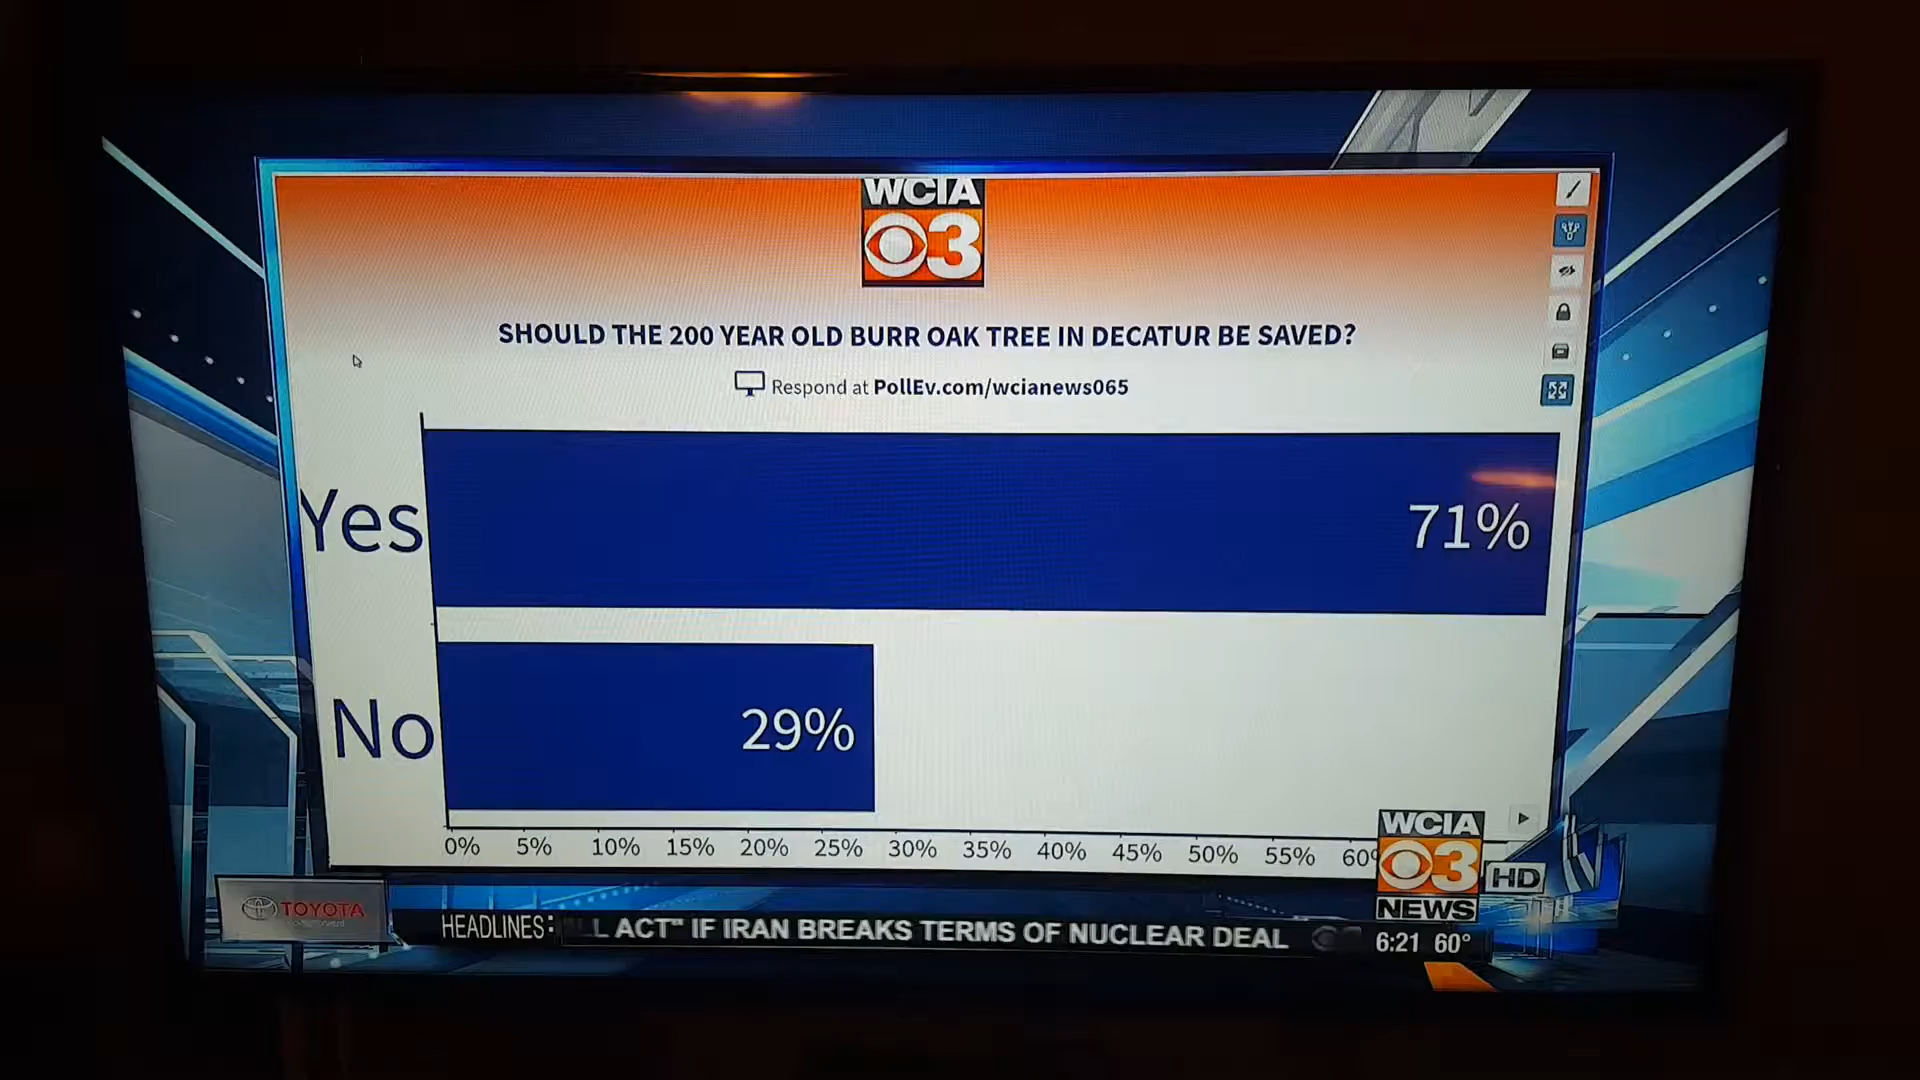 WCIA
3
SHOULD THE 200 YEAR OLD BURR OAK TREE IN DECATUR BE SAVED?
Respond at PollEv.com/wcianews065
Yes
71%
No
29%
0% 5% 10% 15% 20% 25% 30% 35% 40% 45% 50% 55%
WCIA
3 HD
NEWS
TOYOTA
HEADLINES: ACT" IF IRAN BREAKS TERMS OF NUCLEAR DEAL
6:21 60°